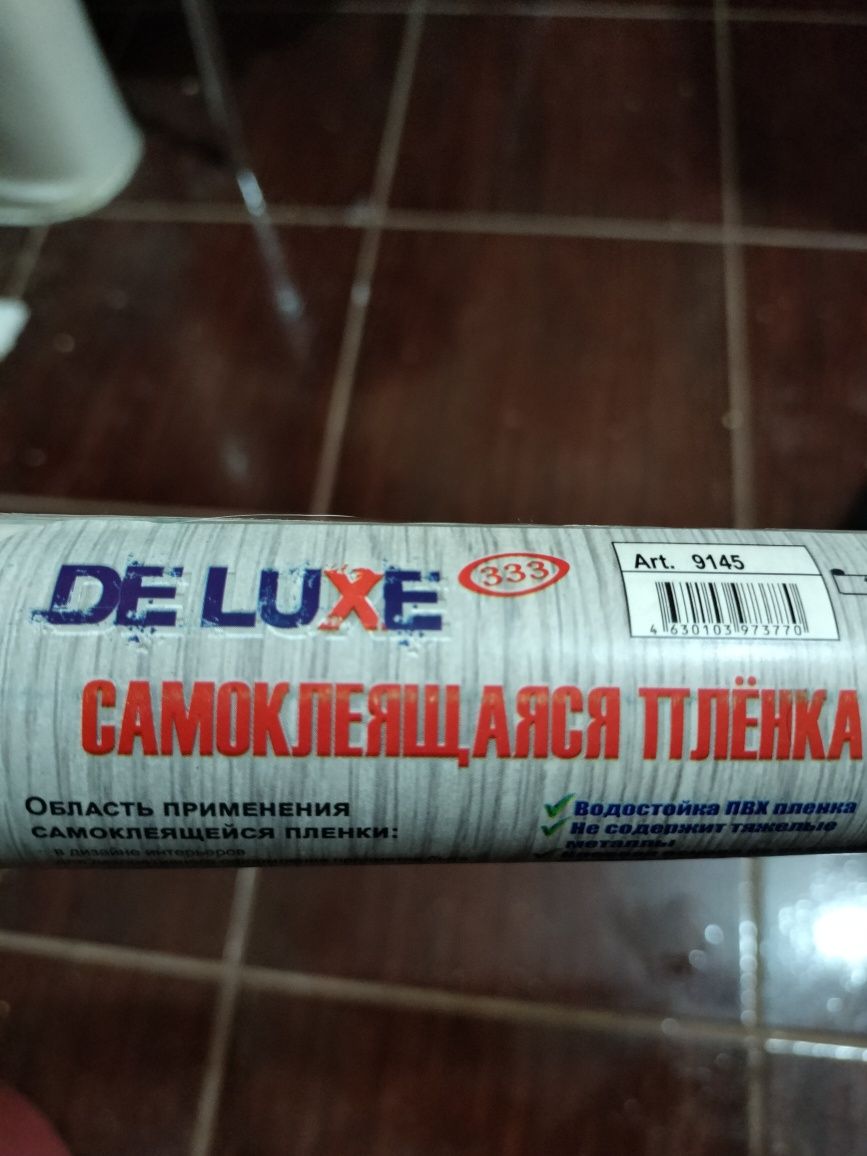 DE LUXE 333
Art. 9145
4 630103 973770
САМОКЛЕЯЩАЯСЯ ПЛЁНКА
ОБЛАСТЬ ПРИМЕНЕНИЯ
САМОКЛЕЯЩЕЙСЯ ПЛЕНКИ:
в дизайне интерьеров
Водостойка ПВХ пленка
Не содержит тяжелые
металлы